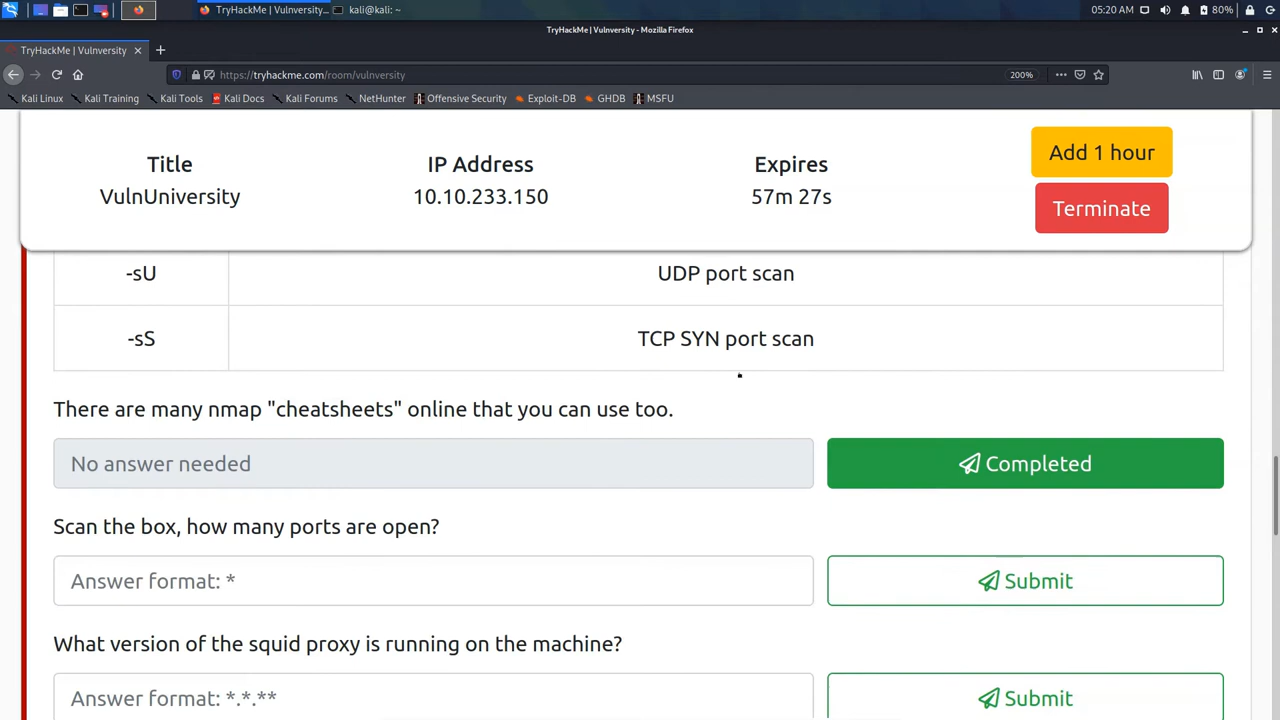 TryHackMe | Vulnversity...
kali@kali: ~
05:20 AM
80%
TryHackMe | Vulnversity - Mozilla Firefox
TryHackMe | Vulnversity
https://tryhackme.com/room/vulnversity
200%
Kali Linux
Kali Training
Kali Tools
Kali Docs
Kali Forums
NetHunter
Offensive Security
Exploit-DB
GHDB
MSFU
Title
IP Address
Expires
Add 1 hour
VulnUniversity
10.10.233.150
57m 27s
Terminate
-sU
UDP port scan
-sS
TCP SYN port scan
There are many nmap "cheatsheets" online that you can use too.
No answer needed
Completed
Scan the box, how many ports are open?
Answer format: *
Submit
What version of the squid proxy is running on the machine?
Answer format: *.*.**
Submit